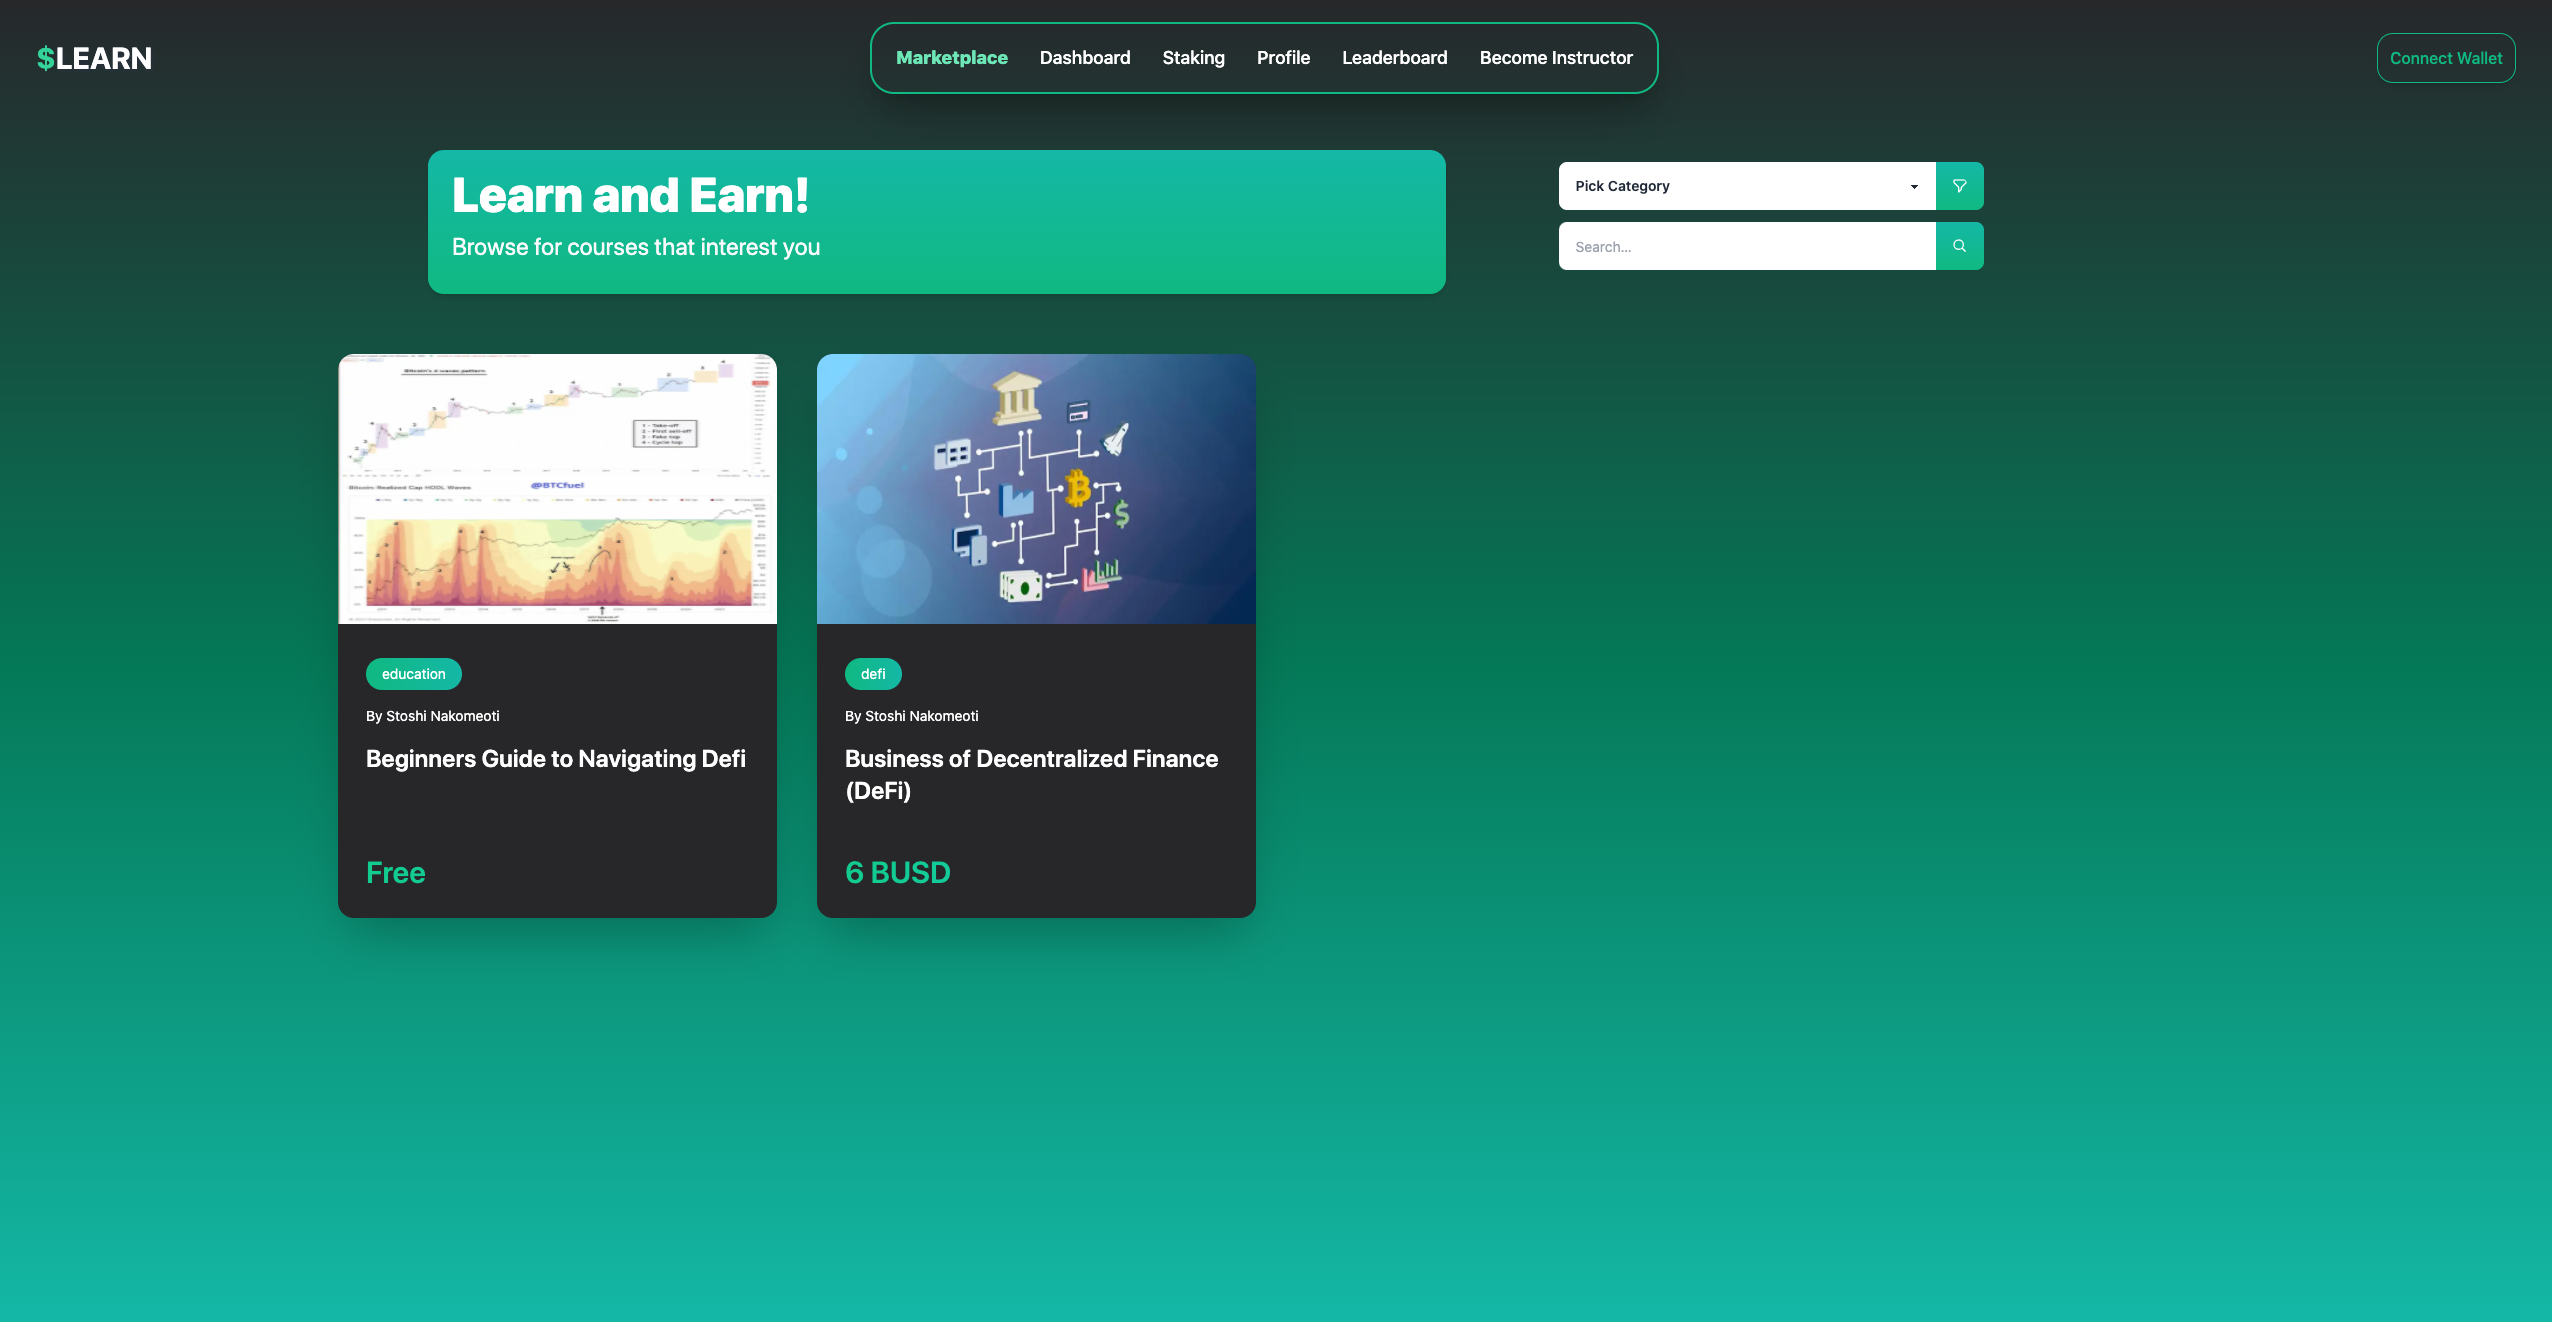 $LEARN
Marketplace Dashboard Staking Profile Leaderboard Become Instructor
Connect Wallet
Learn and Earn!
Browse for courses that interest you
Pick Category
Search...
Bitcoin's 4 waves pattern
1 - Take-off
2 - First sell-off
3 - Fake top
4 - Cycle top
Bitcoin: Realized Cap HODL Waves
@BTCfuel
education
By Stoshi Nakomeoti
Beginners Guide to Navigating Defi
Free
defi
By Stoshi Nakomeoti
Business of Decentralized Finance
(DeFi)
6 BUSD